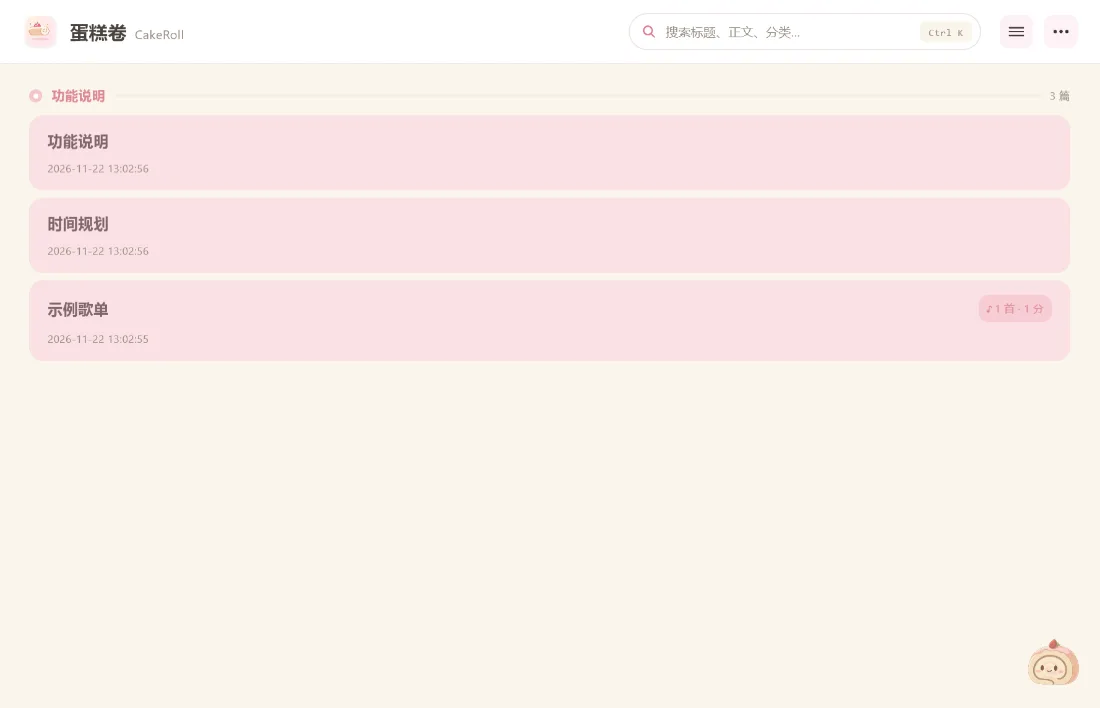 蛋糕卷 CakeRoll
搜索标题、正文、分类... Ctrl K
功能说明 3 篇
功能说明
2026-11-22 13:02:56
时间规划
2026-11-22 13:02:56
示例歌单 ♪ 1 首 · 1 分
2026-11-22 13:02:55